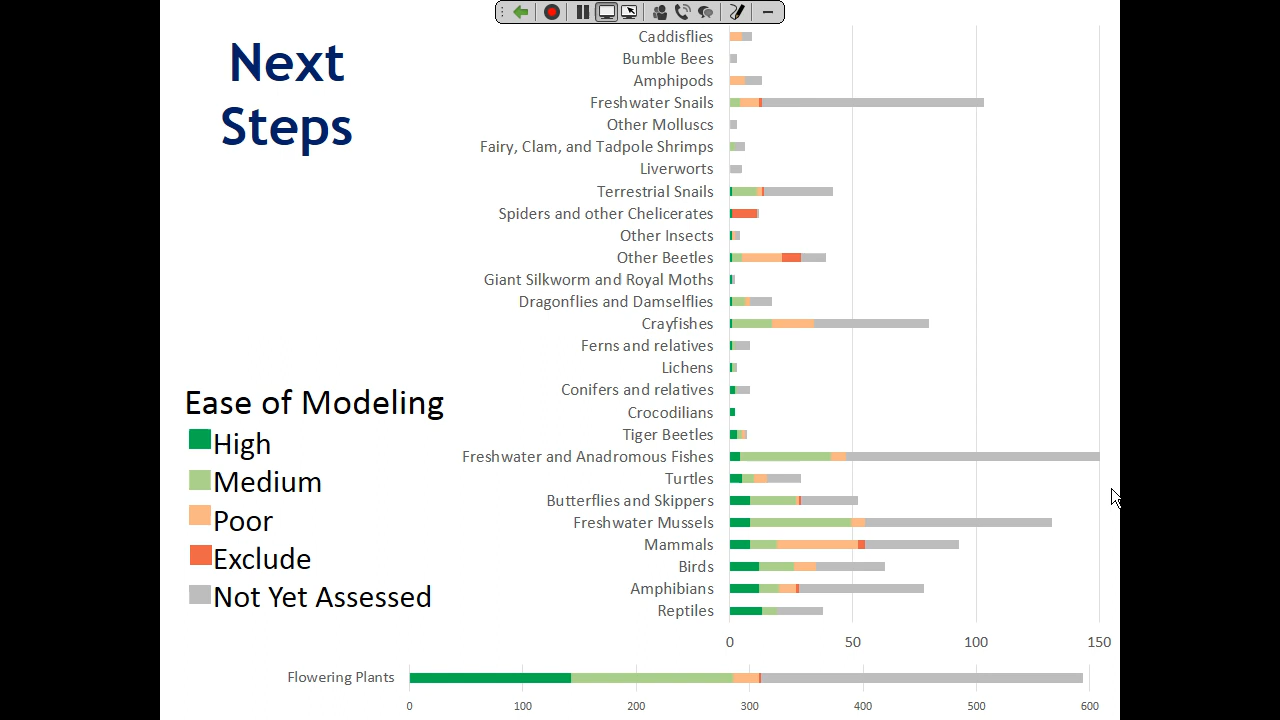 Next
Steps
Caddisflies
Bumble Bees
Amphipods
Freshwater Snails
Other Molluscs
Fairy, Clam, and Tadpole Shrimps
Liverworts
Terrestrial Snails
Spiders and other Chelicerates
Other Insects
Other Beetles
Giant Silkworm and Royal Moths
Dragonflies and Damselflies
Crayfishes
Ferns and relatives
Lichens
Conifers and relatives
Crocodilians
Tiger Beetles
Freshwater and Anadromous Fishes
Turtles
Butterflies and Skippers
Freshwater Mussels
Mammals
Birds
Amphibians
Reptiles
0 50 100 150
Ease of Modeling
High
Medium
Poor
Exclude
Not Yet Assessed
Flowering Plants
0 100 200 300 400 500 600